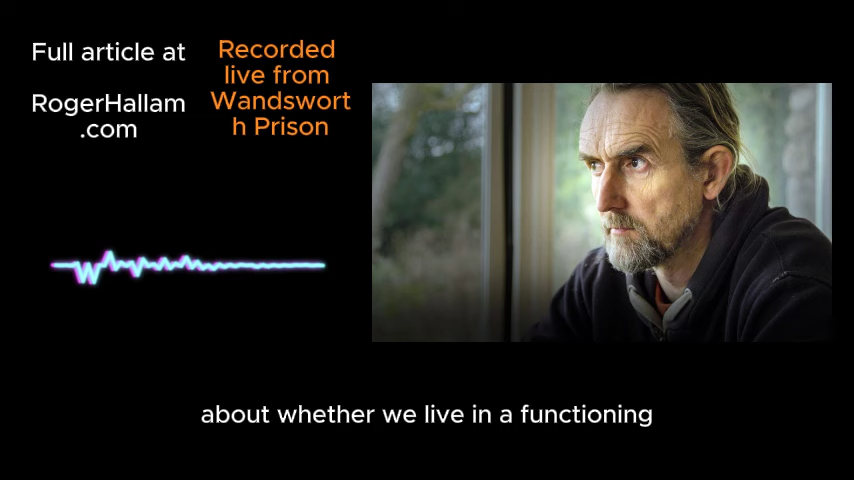 Full article at
RogerHallam
.com
Recorded
live from
Wandswort
h Prison
about whether we live in a functioning